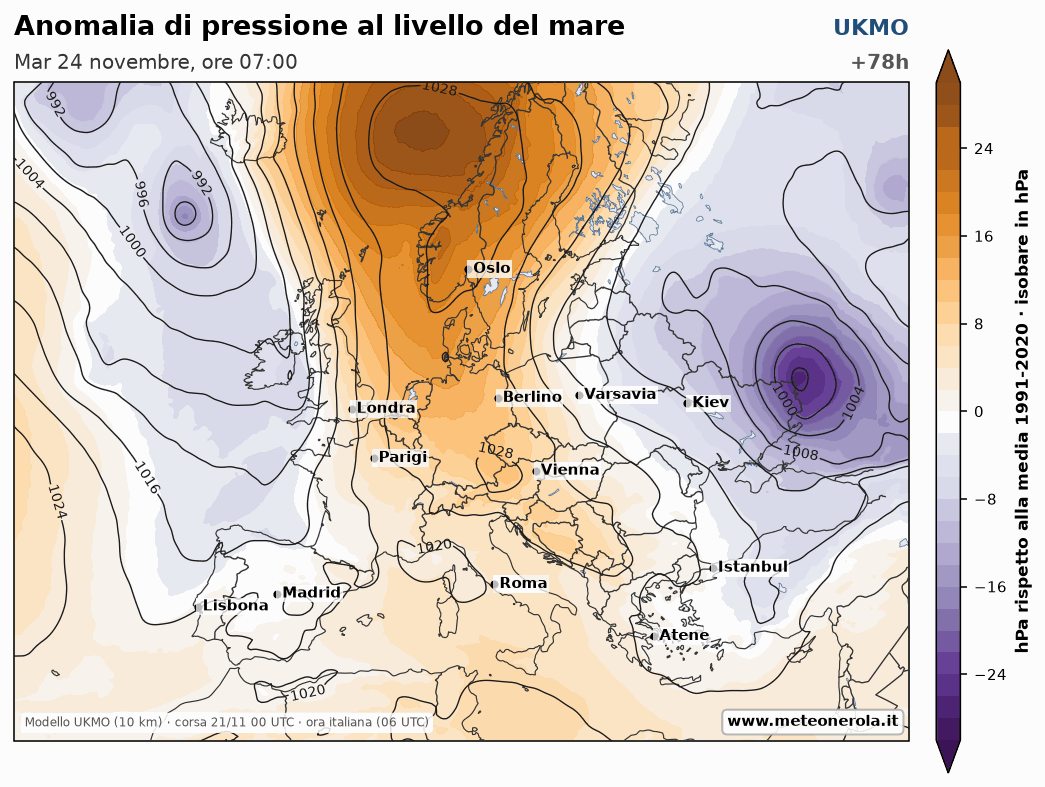 Anomalia di pressione al livello del mare
UKMO
Mar 24 novembre, ore 07:00
+78h
992
1028
1004
996
992
1000
Oslo
Londra
Berlino
Varsavia
Kiev
1000
1004
Parigi
1028
Vienna
1008
1016
1024
1020
Roma
Istanbul
Madrid
Lisbona
Atene
1020
Modello UKMO (10 km) · corsa 21/11 00 UTC · ora italiana (06 UTC)
www.meteonerola.it
24
16
8
0
−8
−16
−24
hPa rispetto alla media 1991-2020 · isobare in hPa